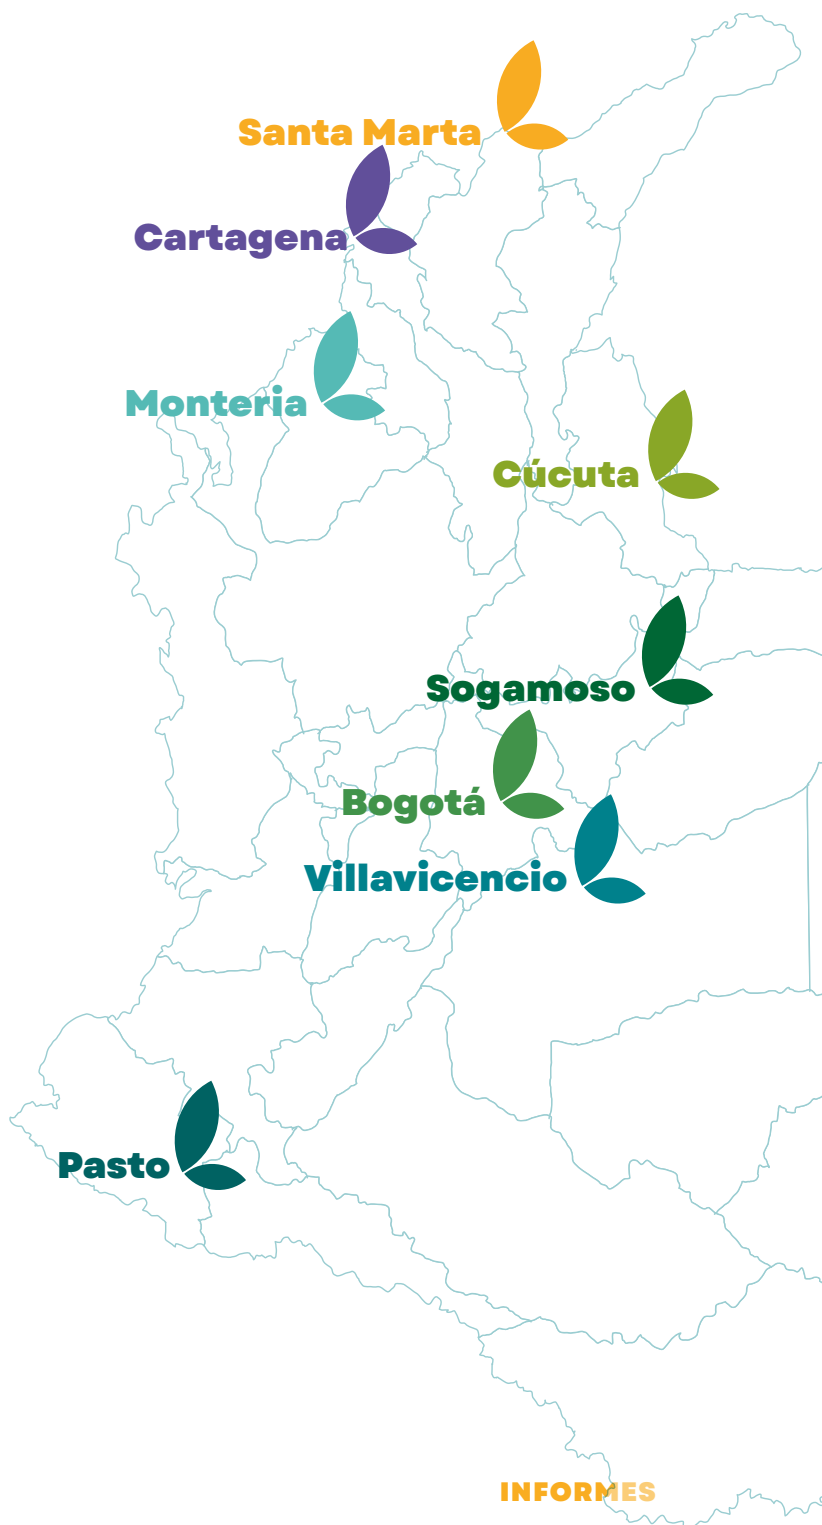 Santa Marta
Cartagena
Monteria
Cúcuta
Sogamoso
Bogotá
Villavicencio
Pasto
INFORMES